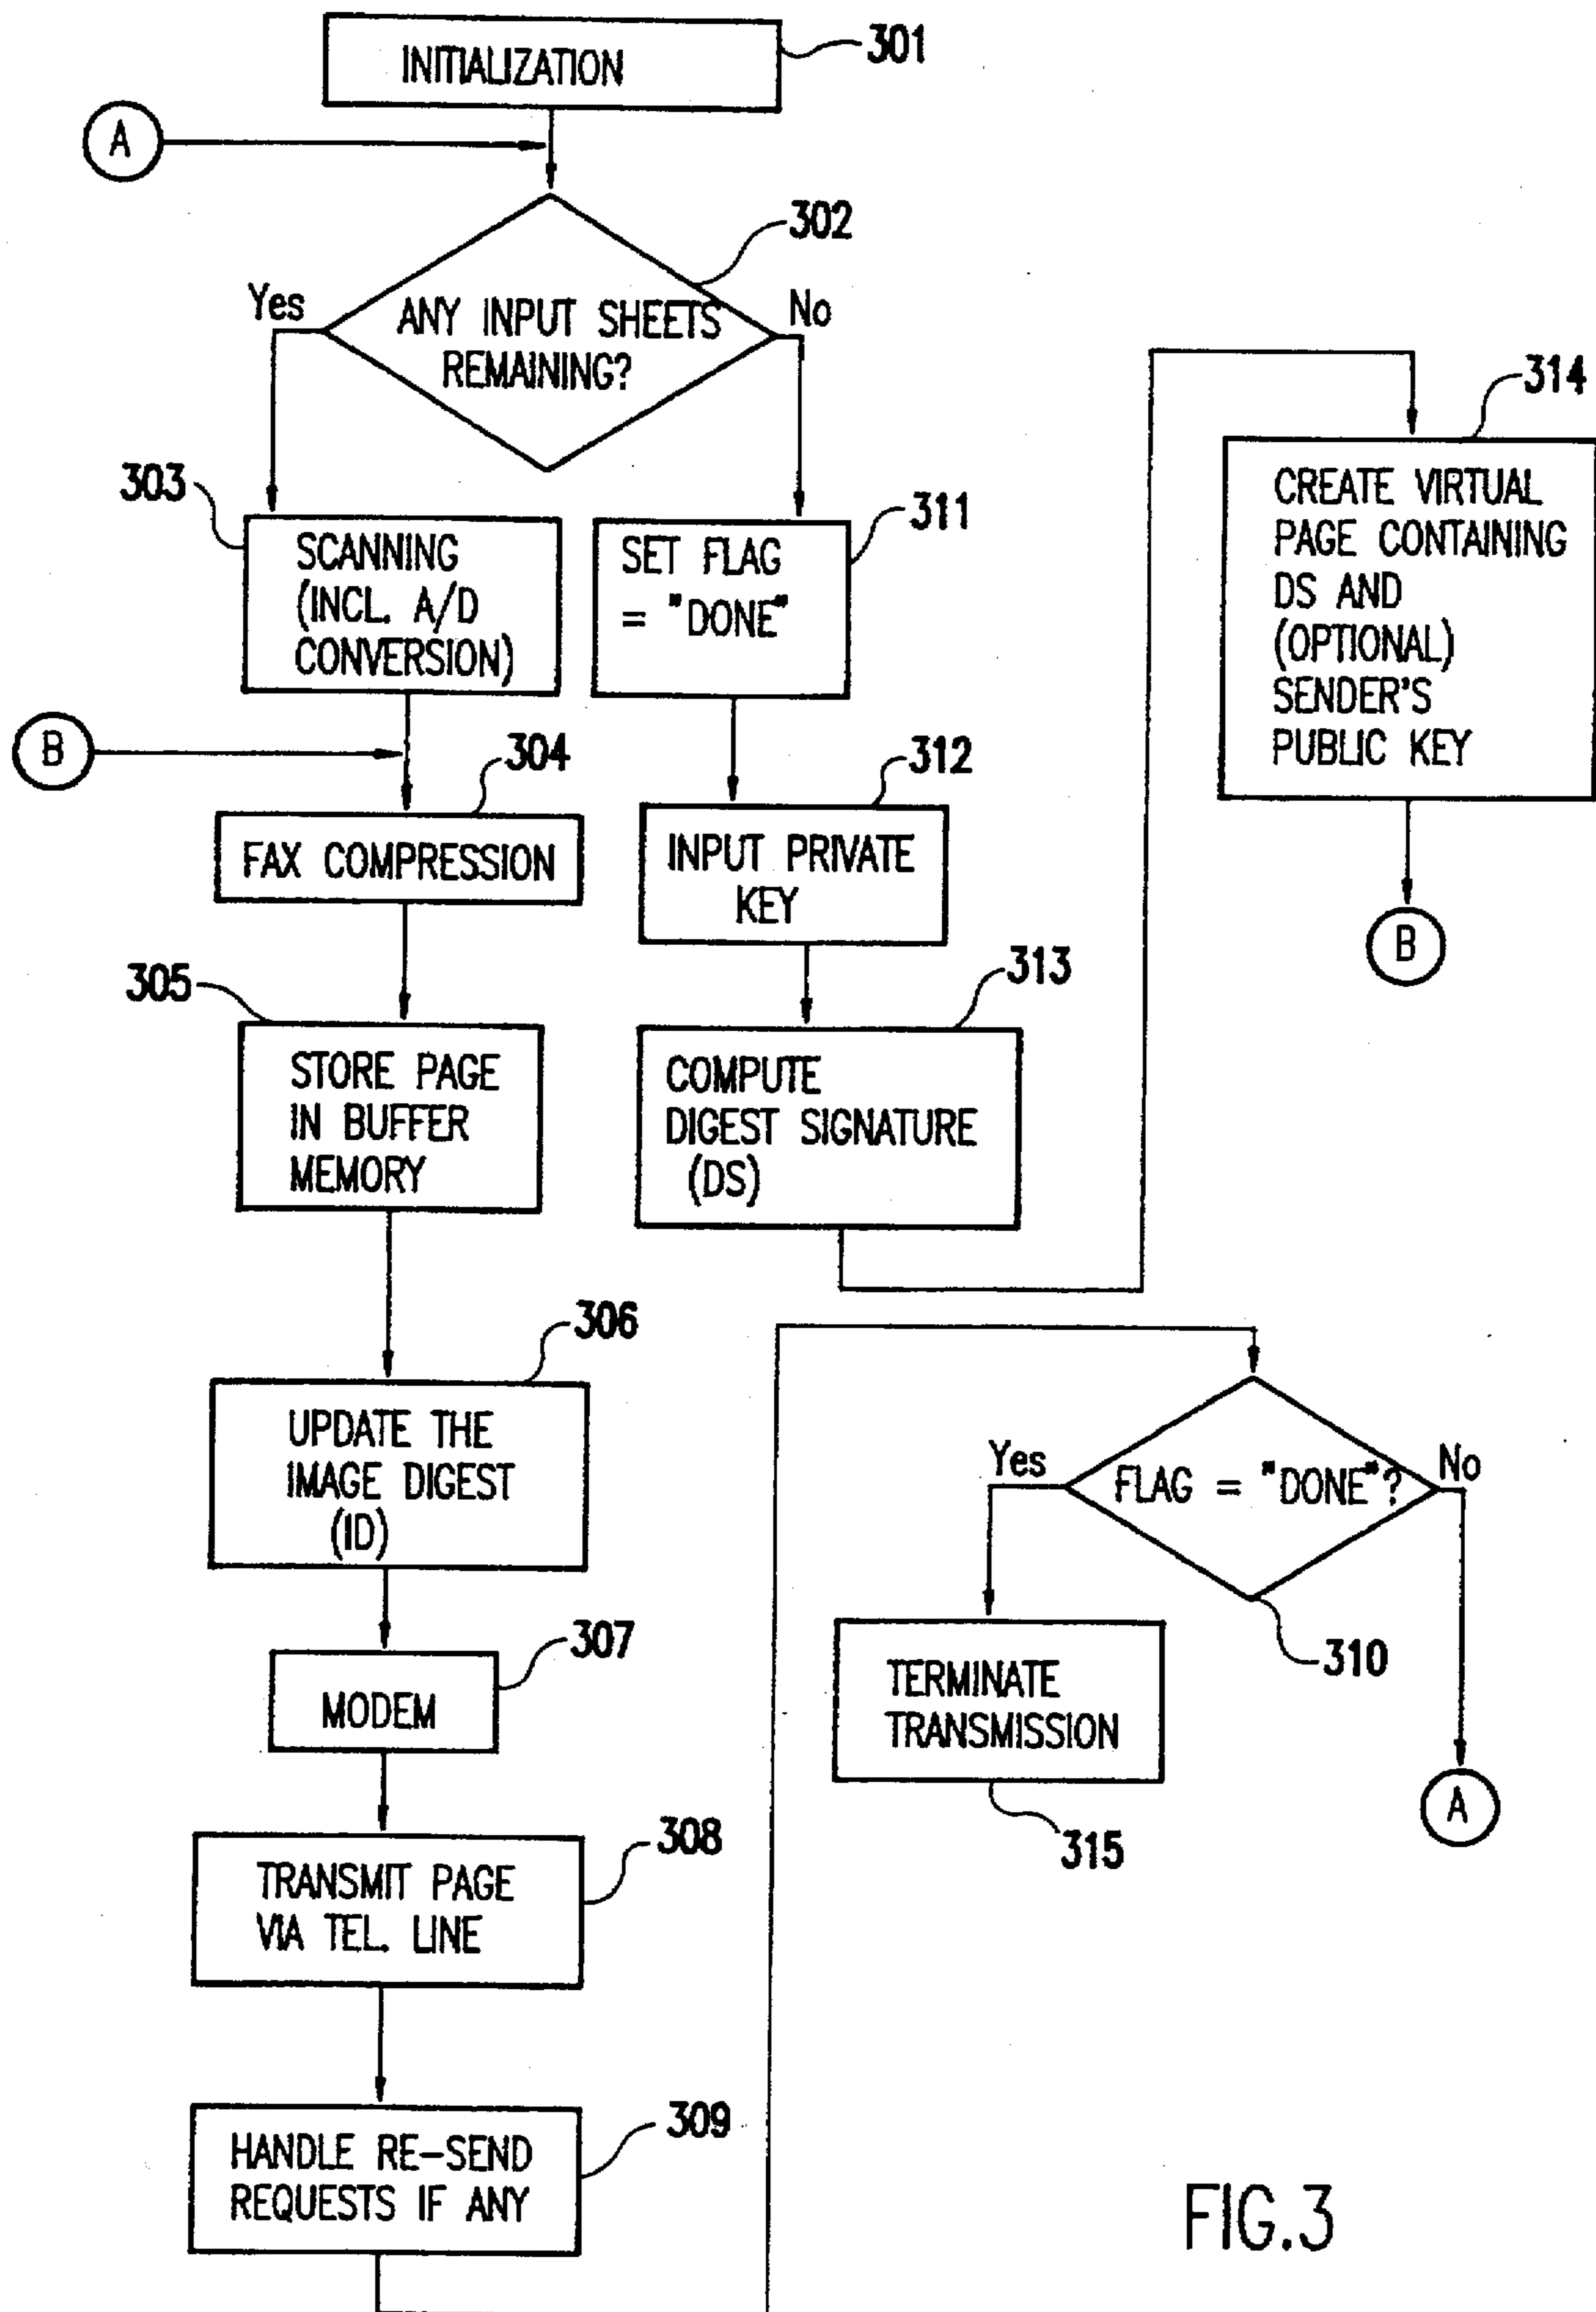 INITIALIZATION
301
A
302
Yes
ANY INPUT SHEETS
REMAINING?
No
303
SCANNING
(INCL. A/D
CONVERSION)
311
SET FLAG
= "DONE"
314
CREATE VIRTUAL
PAGE CONTAINING
DS AND
(OPTIONAL)
SENDER'S
PUBLIC KEY
B
B
304
FAX COMPRESSION
312
INPUT PRIVATE
KEY
305
STORE PAGE
IN BUFFER
MEMORY
313
COMPUTE
DIGEST SIGNATURE
(DS)
306
UPDATE THE
IMAGE DIGEST
(ID)
Yes
FLAG = "DONE"?
No
310
307
MODEM
TERMINATE
TRANSMISSION
315
A
308
TRANSMIT PAGE
VIA TEL. LINE
309
HANDLE RE-SEND
REQUESTS IF ANY
FIG.3